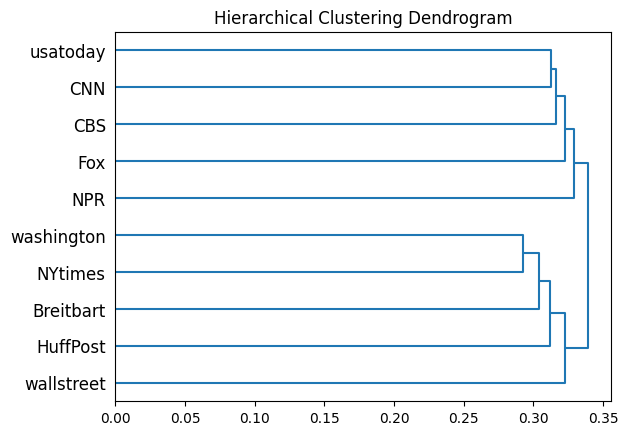 Hierarchical Clustering Dendrogram
usatoday
CNN
CBS
Fox
NPR
washington
NYtimes
Breitbart
HuffPost
wallstreet
0.00 0.05 0.10 0.15 0.20 0.25 0.30 0.35